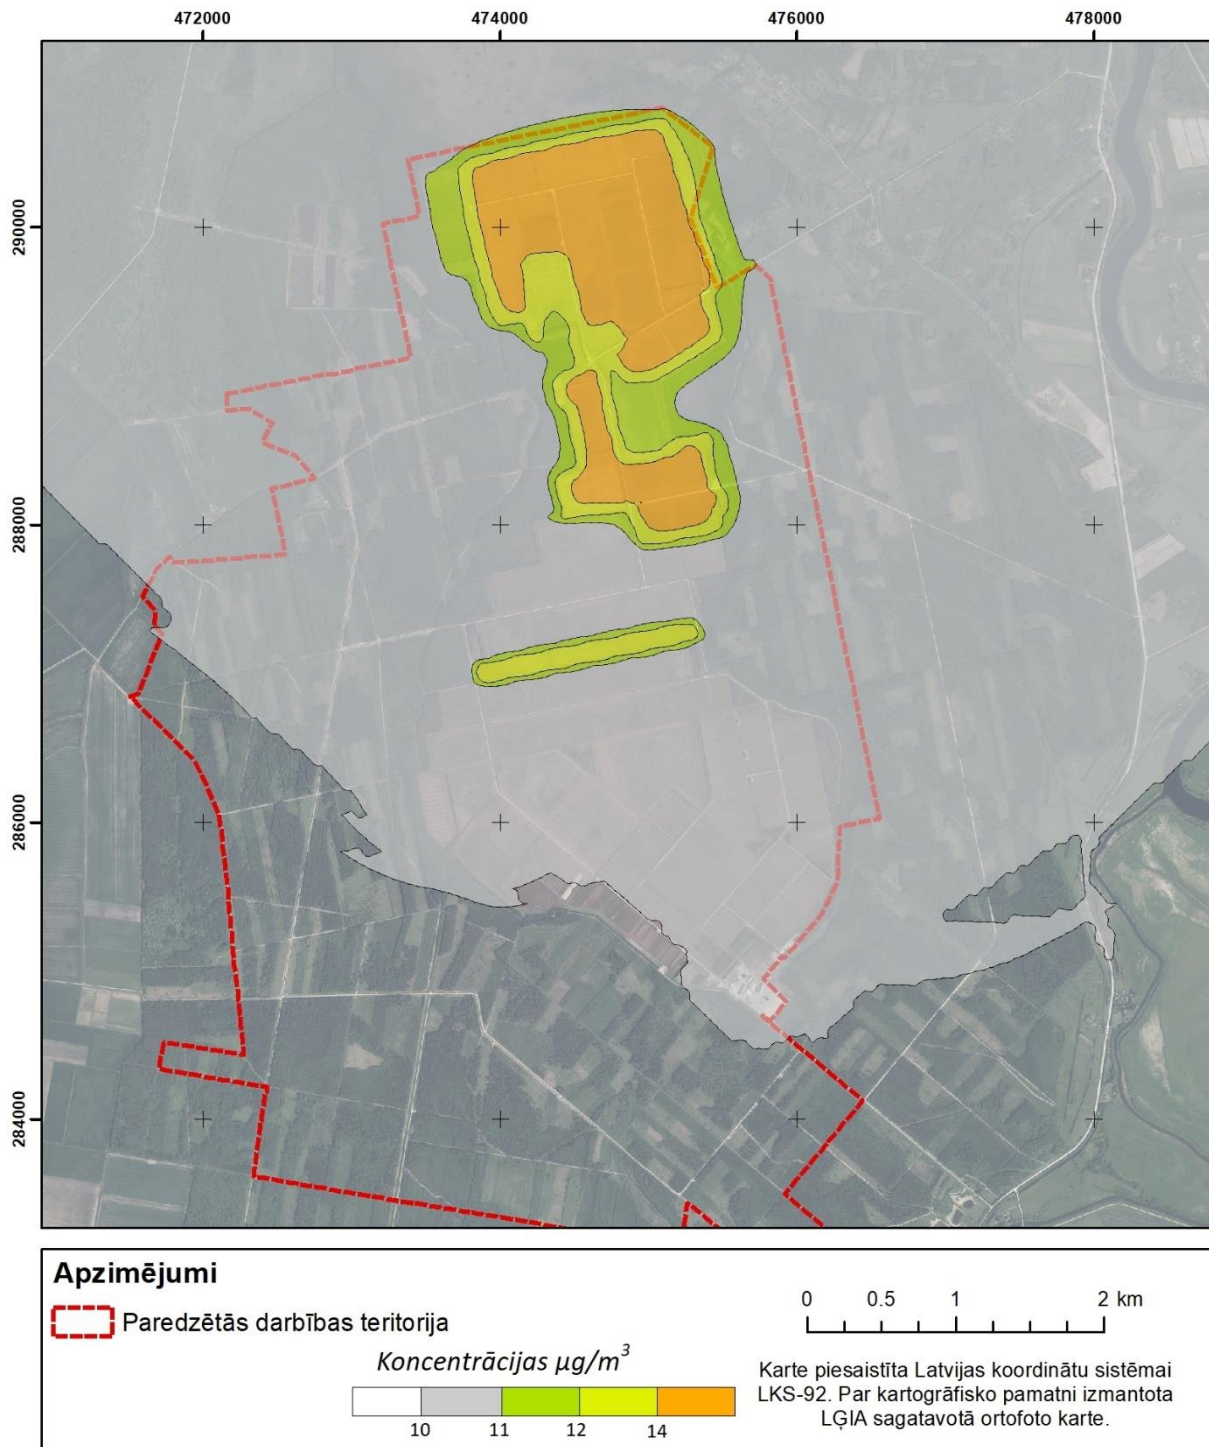 472000 474000 476000 478000
290000
288000
286000
284000
Apzīmējumi
Paredzētās darbības teritorija
Koncentrācijas µg/m³
10 11 12 14
0 0.5 1 2 km
Karte piesaistīta Latvijas koordinātu sistēmai
LKS-92. Par kartogrāfisko pamatni izmantota
LĢIA sagatavotā ortofoto karte.